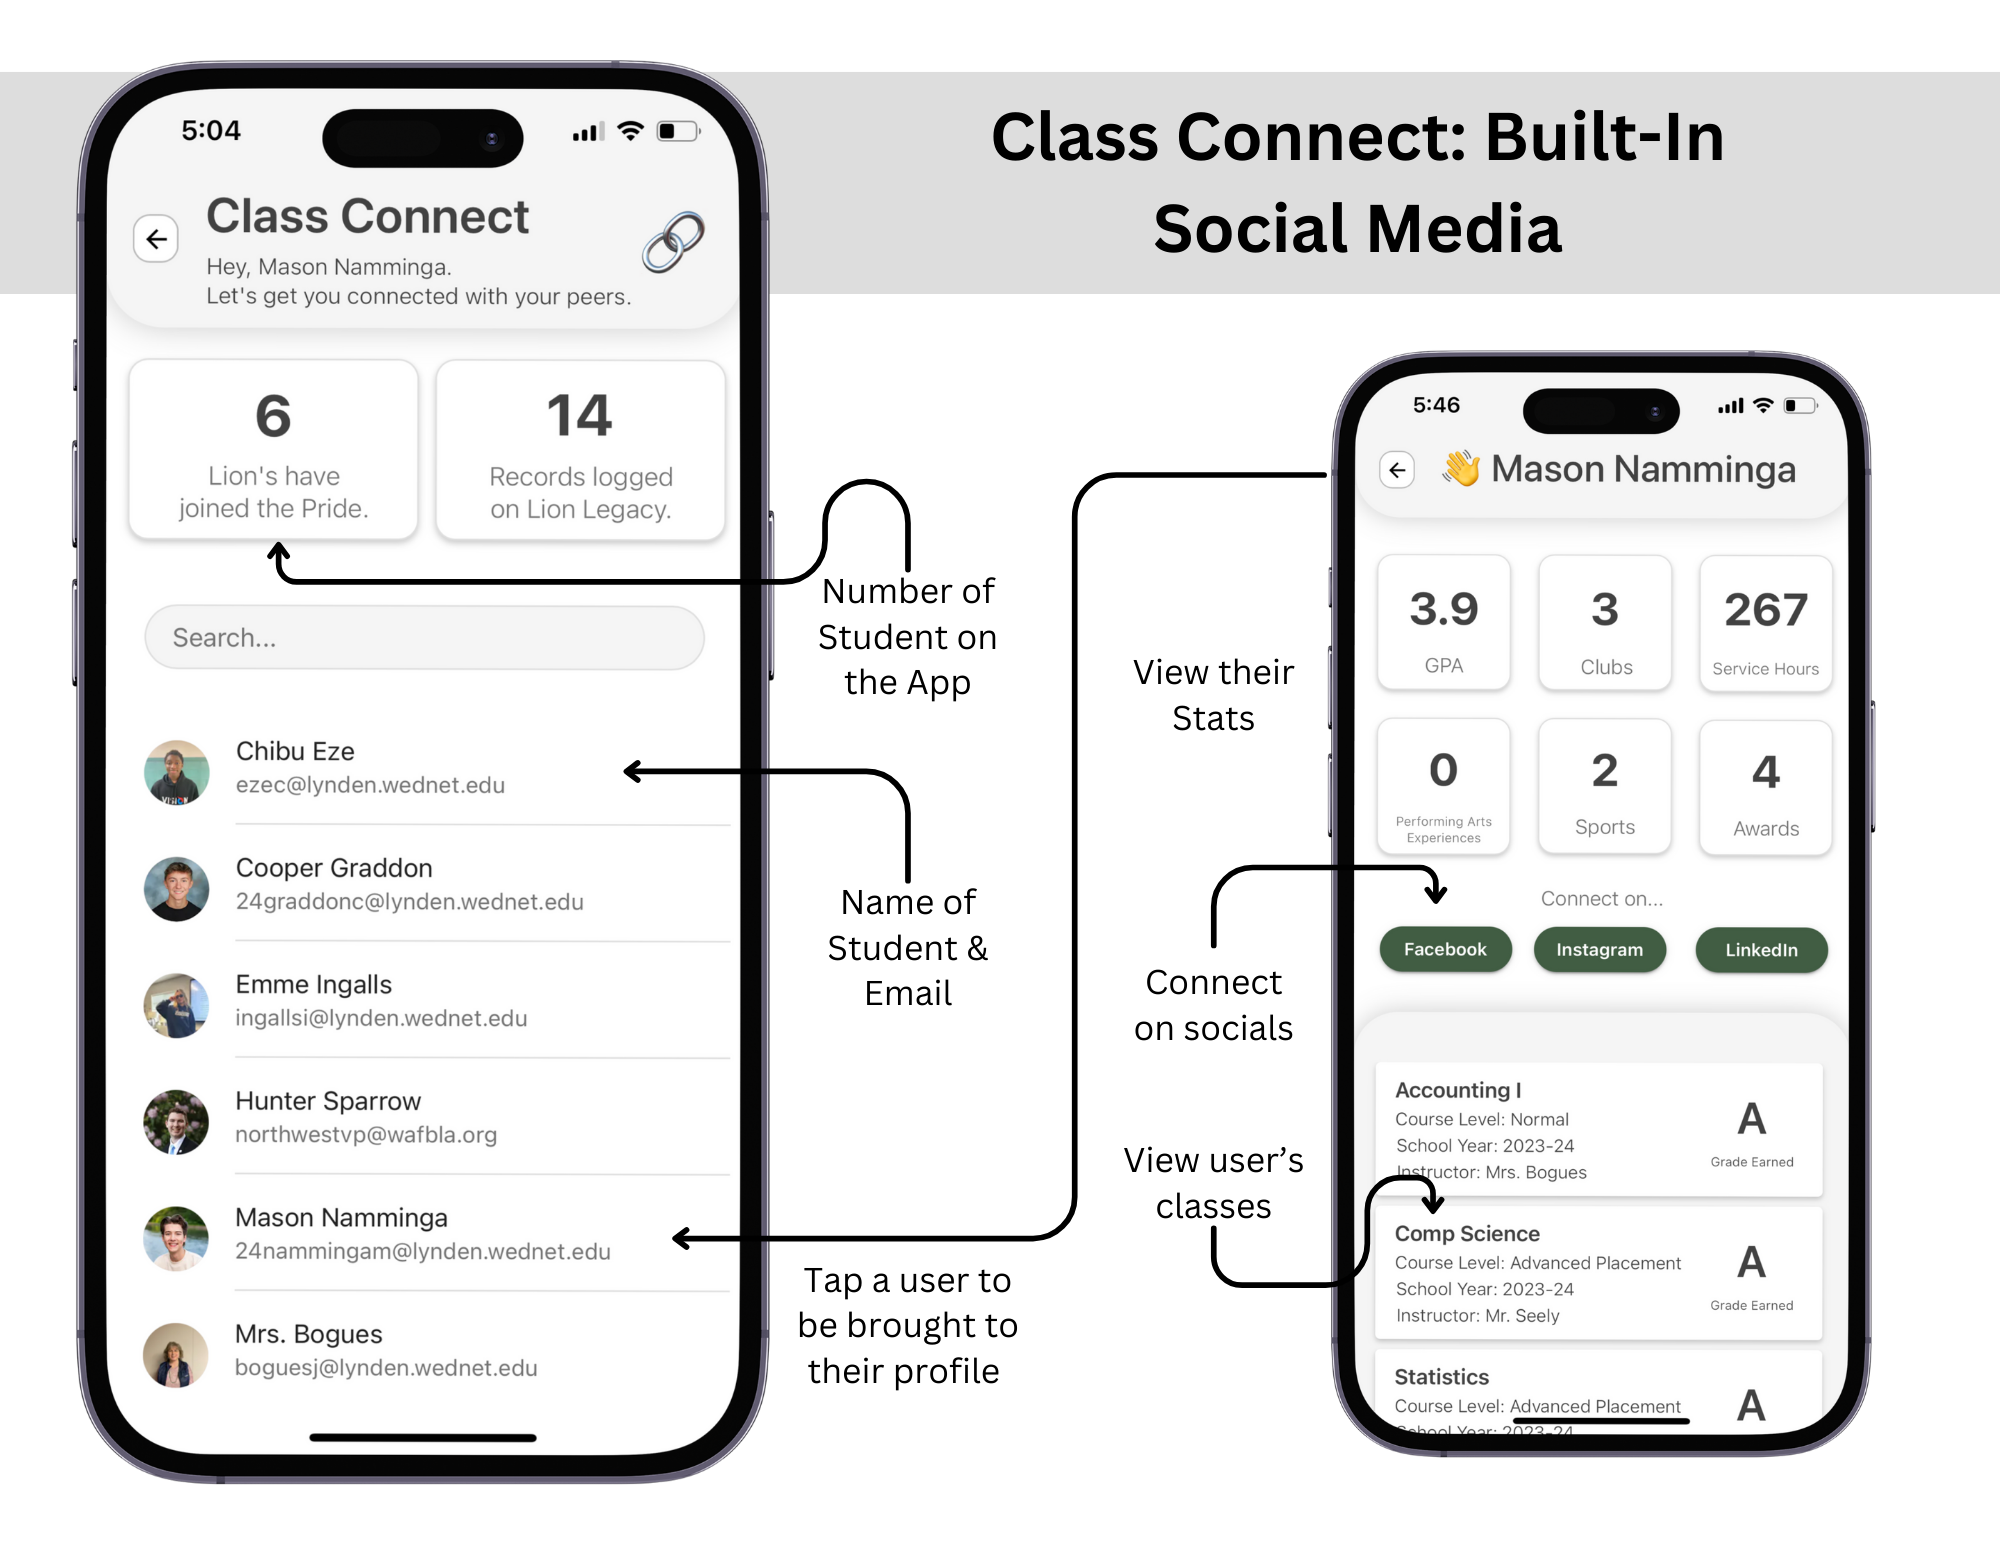 Class Connect: Built-In
Social Media
5:04
Class Connect
Hey, Mason Namminga.
Let's get you connected with your peers.
6
Lion's have
joined the Pride.
14
Records logged
on Lion Legacy.
Search...
Chibu Eze
ezec@lynden.wednet.edu
Cooper Graddon
24graddonc@lynden.wednet.edu
Emme Ingalls
ingallsi@lynden.wednet.edu
Hunter Sparrow
northwestvp@wafbla.org
Mason Namminga
24nammingam@lynden.wednet.edu
Mrs. Bogues
boguesj@lynden.wednet.edu
Number of
Student on
the App
Name of
Student &
Email
Tap a user to
be brought to
their profile
View their
Stats
Connect
on socials
View user’s
classes
5:46
👋 Mason Namminga
3.9
GPA
3
Clubs
267
Service Hours
0
Performing Arts
Experiences
2
Sports
4
Awards
Connect on...
Facebook
Instagram
LinkedIn
Accounting I
Course Level: Normal
School Year: 2023-24
Instructor: Mrs. Bogues
A
Grade Earned
Comp Science
Course Level: Advanced Placement
School Year: 2023-24
Instructor: Mr. Seely
A
Grade Earned
Statistics
Course Level: Advanced Placement
School Year: 2023-24
A